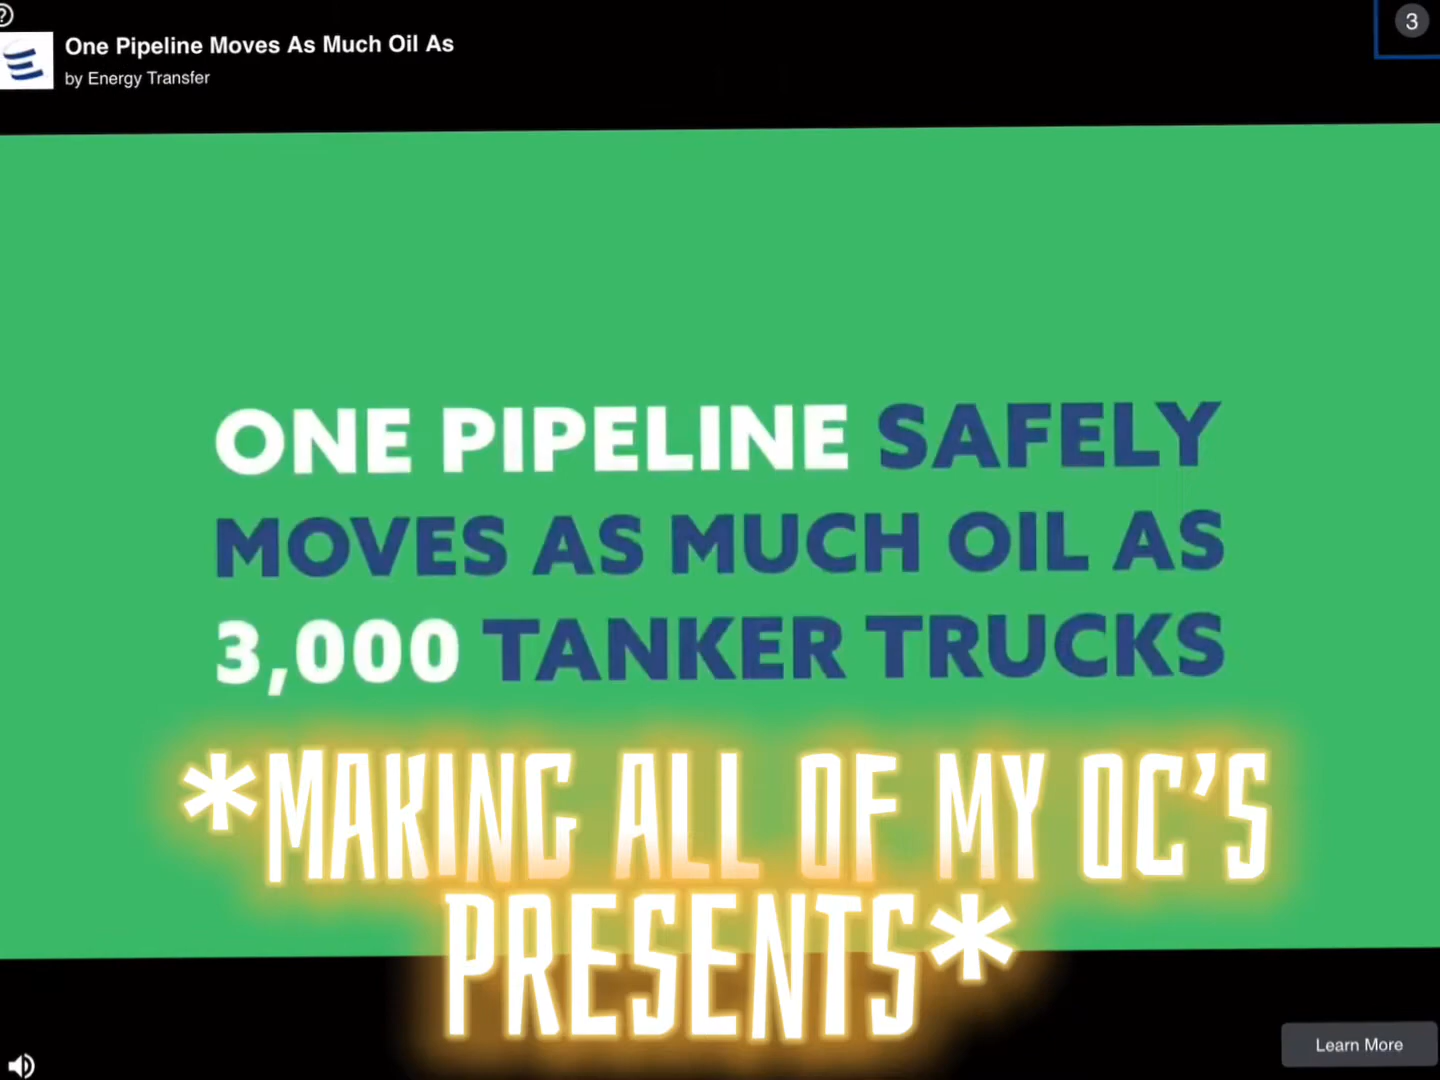 One Pipeline Moves As Much Oil As
by Energy Transfer
3
ONE PIPELINE SAFELY
MOVES AS MUCH OIL AS
3,000 TANKER TRUCKS
*MAKING ALL OF MY OC'S
PRESENTS*
Learn More